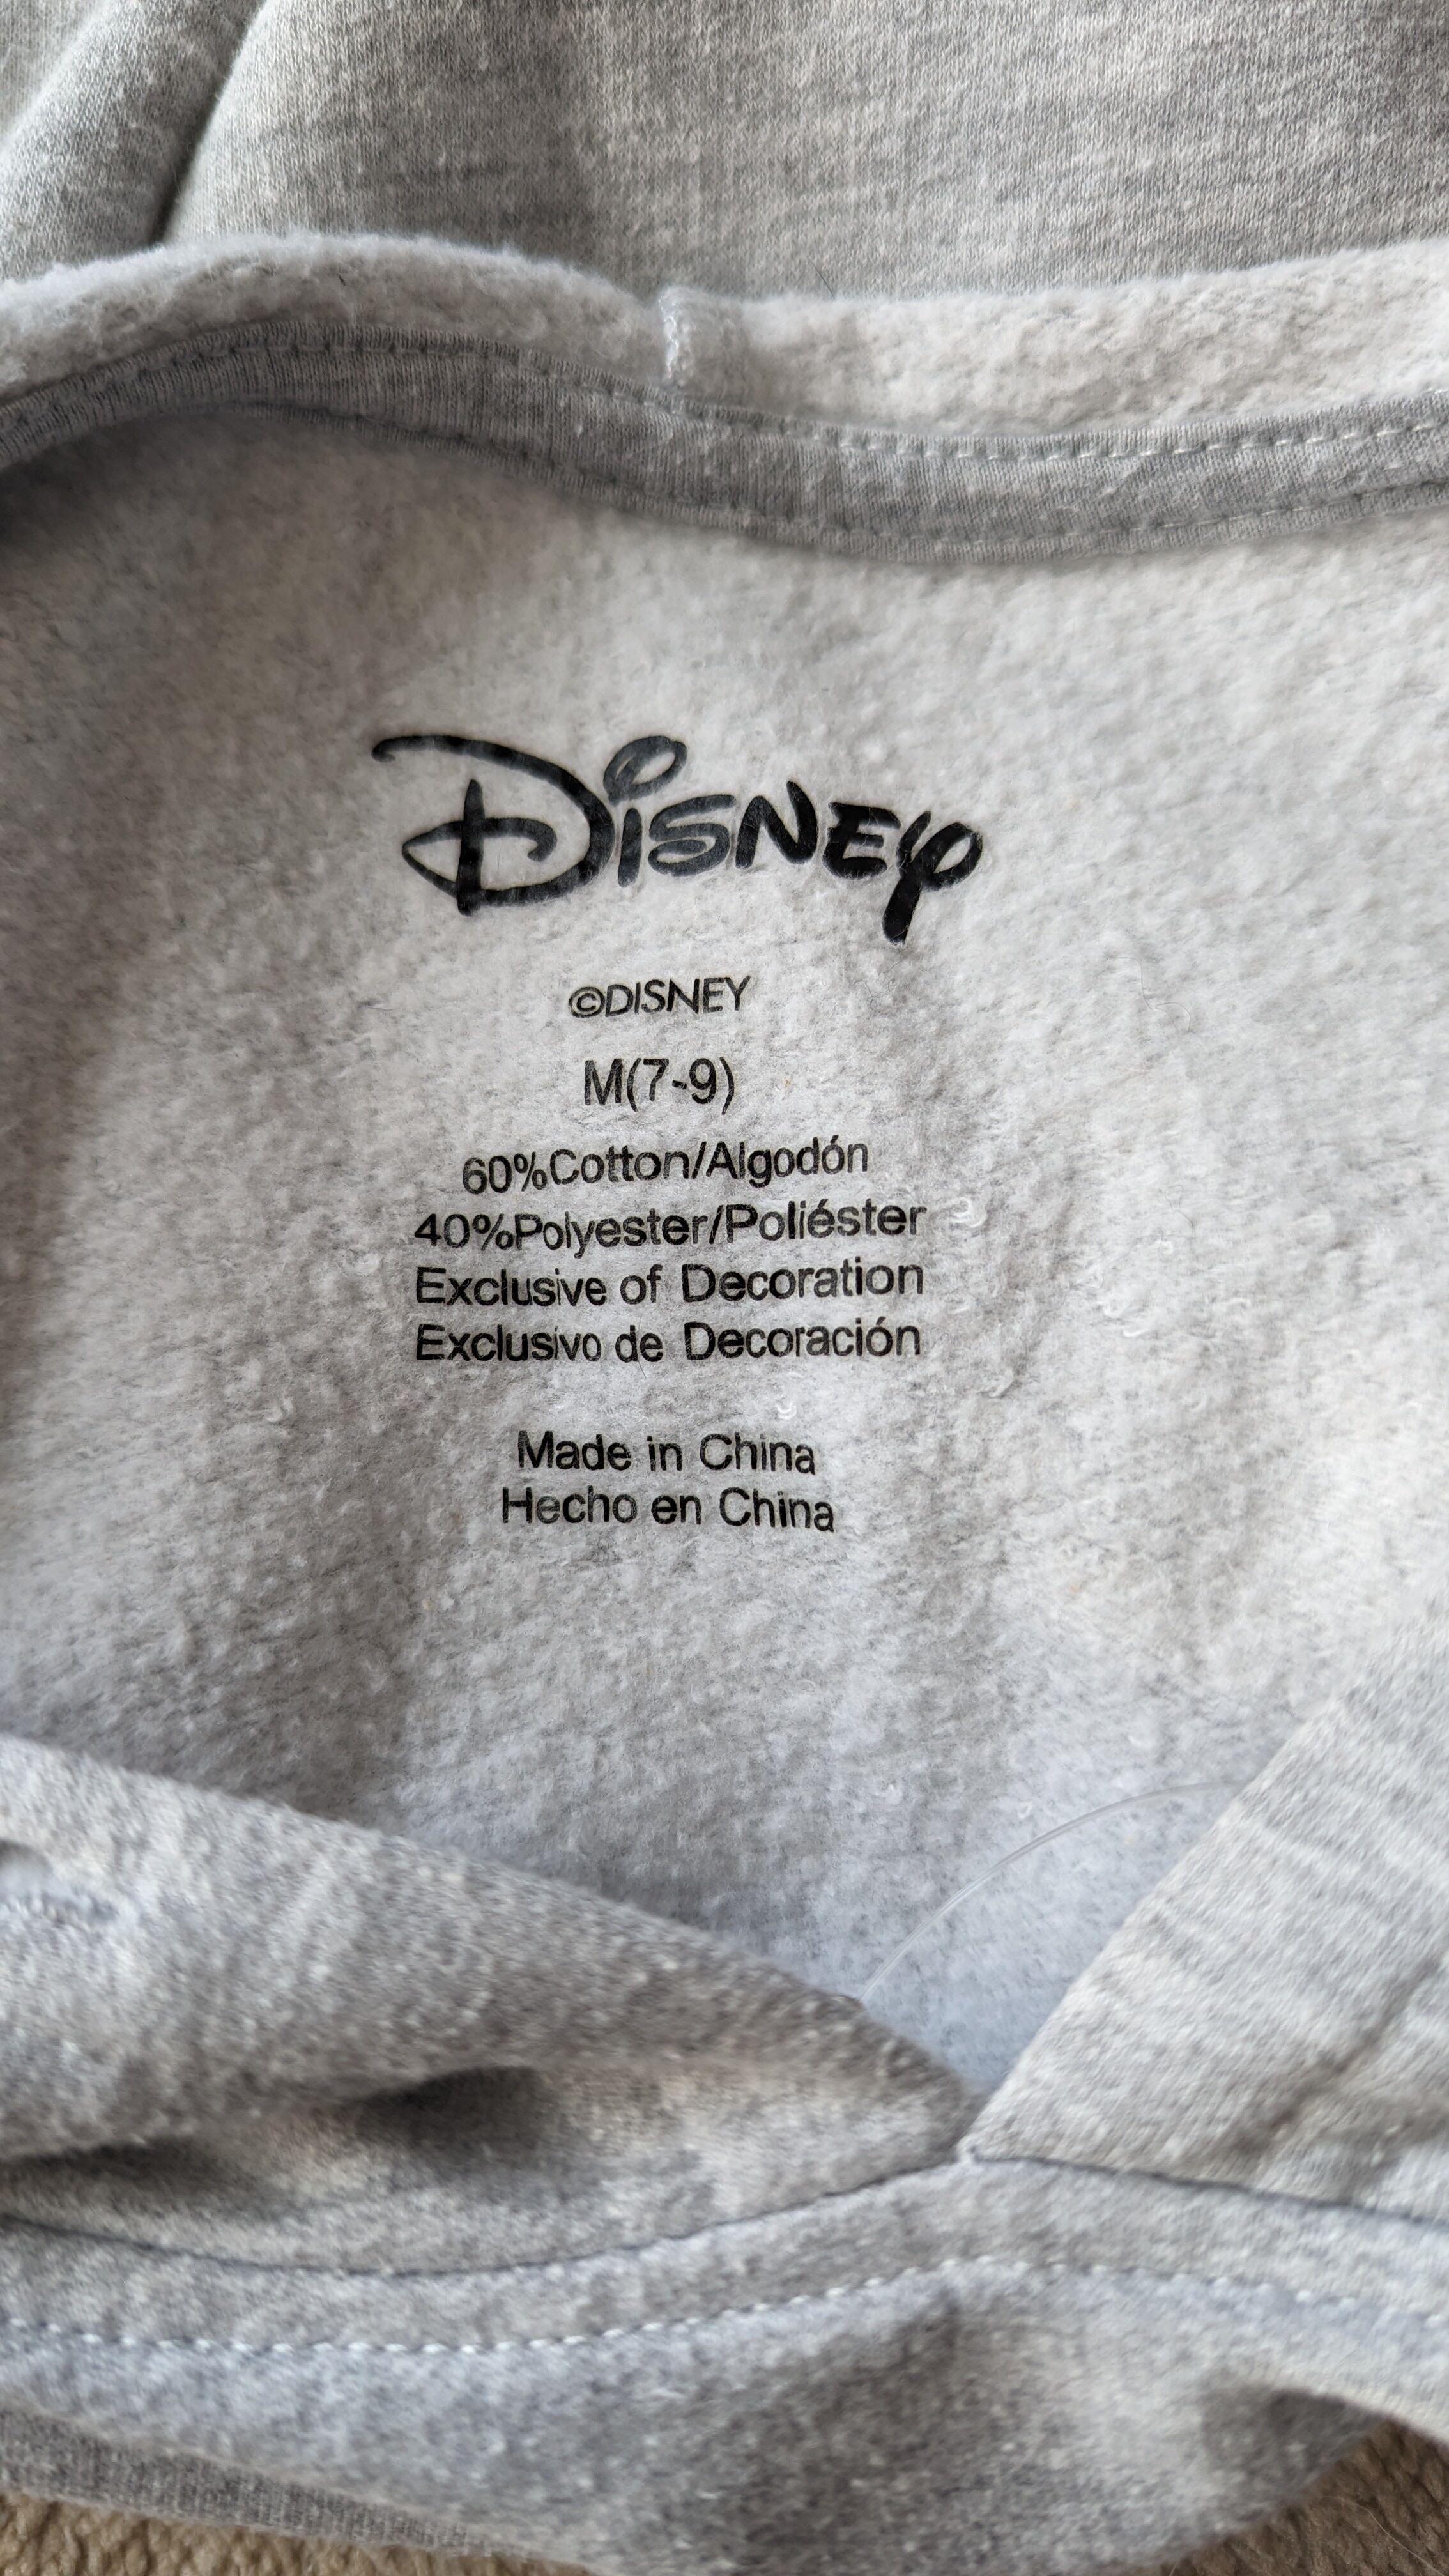 Disney
©DISNEY
M(7-9)
60%Cotton/Algodón
40%Polyester/Poliéster
Exclusive of Decoration
Exclusivo de Decoración
Made in China
Hecho en China